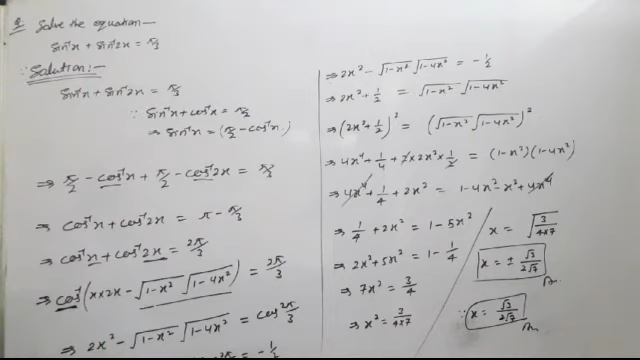 Q. Solve the equation—
sin⁻¹x + sin⁻¹2x = π/3
Solution:—
sin⁻¹x + sin⁻¹2x = π/3
∵ sin⁻¹x + cos⁻¹x = π/2
⇒ sin⁻¹x = (π/2 - cos⁻¹x)
⇒ π/2 - cos⁻¹x + π/2 - cos⁻¹2x = π/3
⇒ cos⁻¹x + cos⁻¹2x = π - π/3
⇒ cos⁻¹x + cos⁻¹2x = 2π/3
⇒ cos⁻¹(x×2x - √(1-x²) √(1-4x²)) = 2π/3
⇒ 2x² - √(1-x²) √(1-4x²) = cos 2π/3
√(1-4x²) = -1/2
⇒ 2x² - √(1-x²) √(1-4x²) = -1/2
⇒ 2x² + 1/2 = √(1-x²) √(1-4x²)
⇒ (2x² + 1/2)² = (√(1-x²) √(1-4x²))²
⇒ 4x⁴ + 1/4 + 2×2x²×1/2 = (1-x²)(1-4x²)
⇒ 4x⁴ + 1/4 + 2x² = 1-4x²-x²+4x⁴
⇒ 1/4 + 2x² = 1-5x²
⇒ 2x²+5x² = 1-1/4
⇒ 7x² = 3/4
⇒ x² = 3/(4×7)
x = √(3/(4×7))
x = ± √3/(2√7)
Ans.
∵ x = √3/(2√7)
Ans.